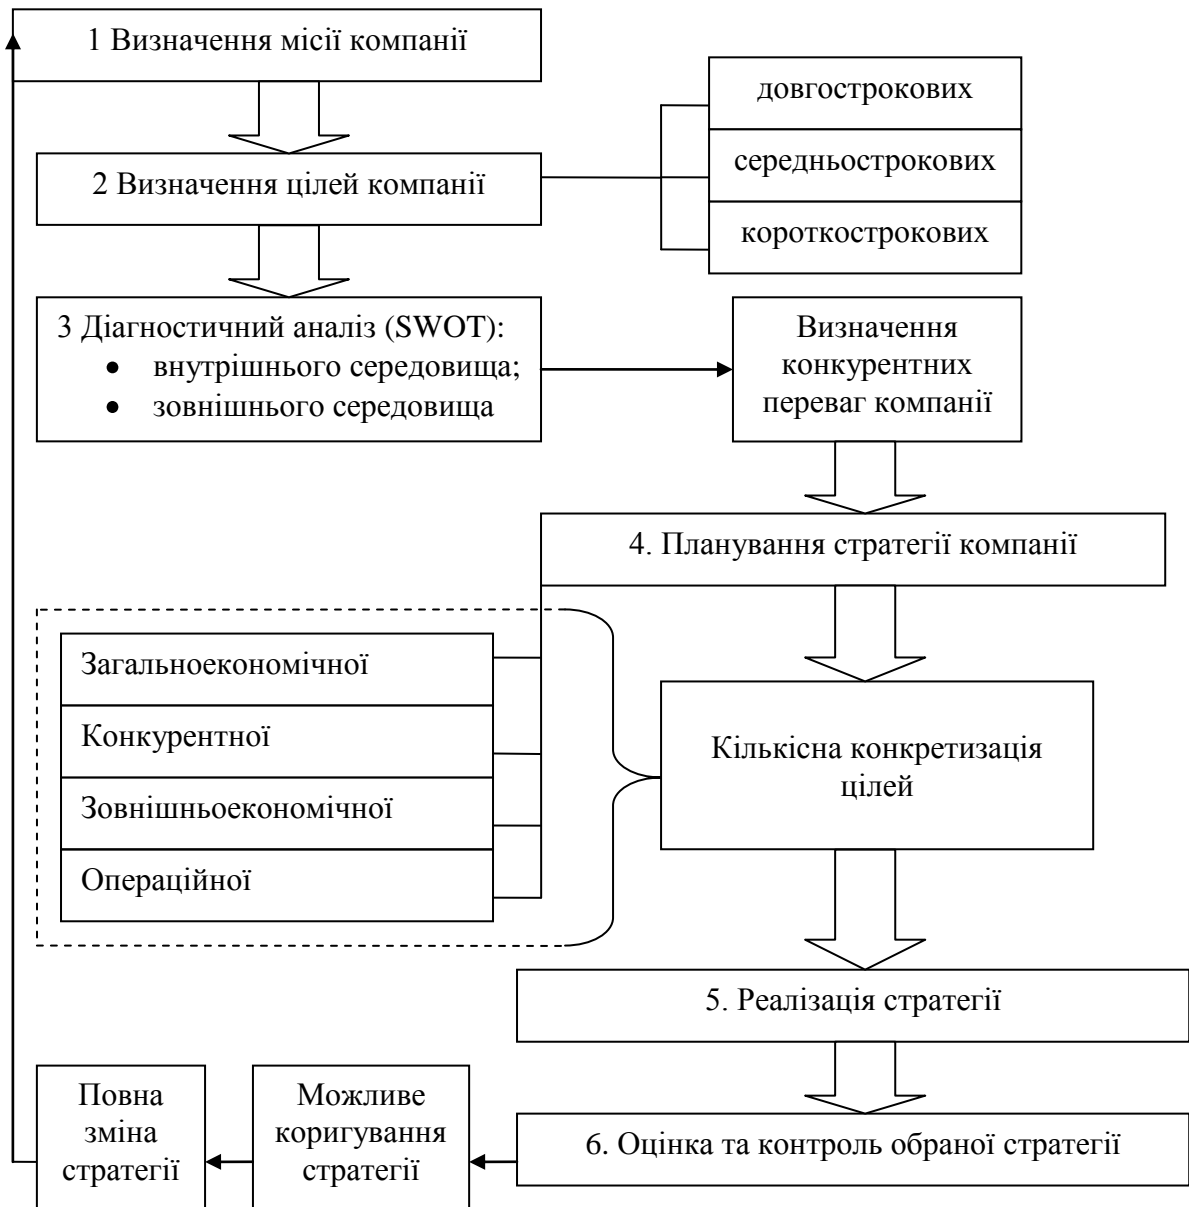 1 Визначення місії компанії
довгострокових
середньострокових
короткострокових
2 Визначення цілей компанії
3 Діагностичний аналіз (SWOT):
• внутрішнього середовища;
• зовнішнього середовища
Визначення
конкурентних
переваг компанії
4. Планування стратегії компанії
Загальноекономічної
Конкурентної
Зовнішньоекономічної
Операційної
Кількісна конкретизація
цілей
5. Реалізація стратегії
6. Оцінка та контроль обраної стратегії
Можливе
коригування
стратегії
Повна
зміна
стратегії